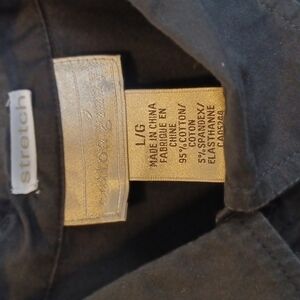 stretch
L/G
MADE IN CHINA
FABRIQUE EN
CHINE
95% COTTON/
COTON
5% SPANDEX/
ELASTHANNE